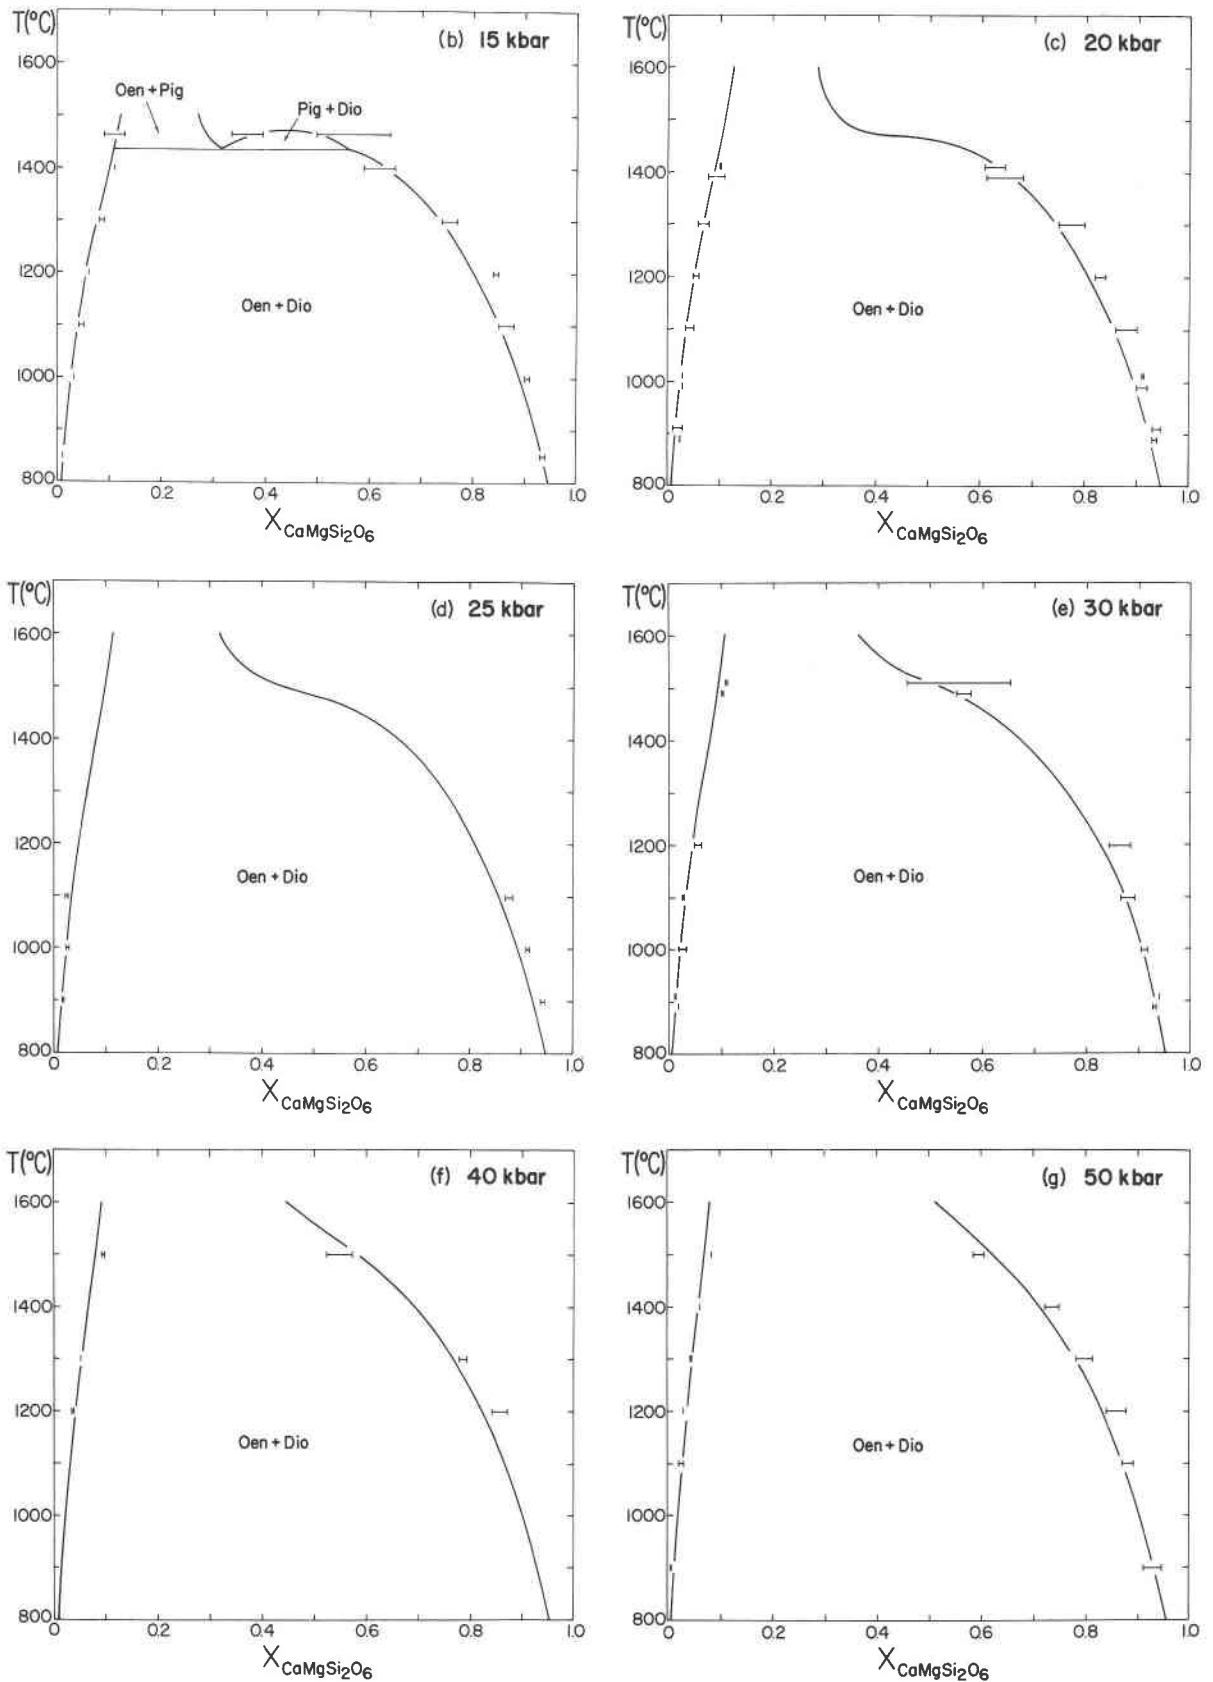 T(°C)
(b) 15 kbar
1600
Oen + Pig
Pig + Dio
1400
1200
Oen + Dio
1000
800
0 0.2 0.4 0.6 0.8 1.0
X CaMgSi2O6
T(°C)
(c) 20 kbar
1600
1400
1200
Oen + Dio
1000
800
0 0.2 0.4 0.6 0.8 1.0
X CaMgSi2O6
T(°C)
(d) 25 kbar
1600
1400
1200
Oen + Dio
1000
800
0 0.2 0.4 0.6 0.8 1.0
X CaMgSi2O6
T(°C)
(e) 30 kbar
1600
1400
1200
Oen + Dio
1000
800
0 0.2 0.4 0.6 0.8 1.0
X CaMgSi2O6
T(°C)
(f) 40 kbar
1600
1400
1200
Oen + Dio
1000
800
0 0.2 0.4 0.6 0.8 1.0
X CaMgSi2O6
T(°C)
(g) 50 kbar
1600
1400
1200
Oen + Dio
1000
800
0 0.2 0.4 0.6 0.8 1.0
X CaMgSi2O6